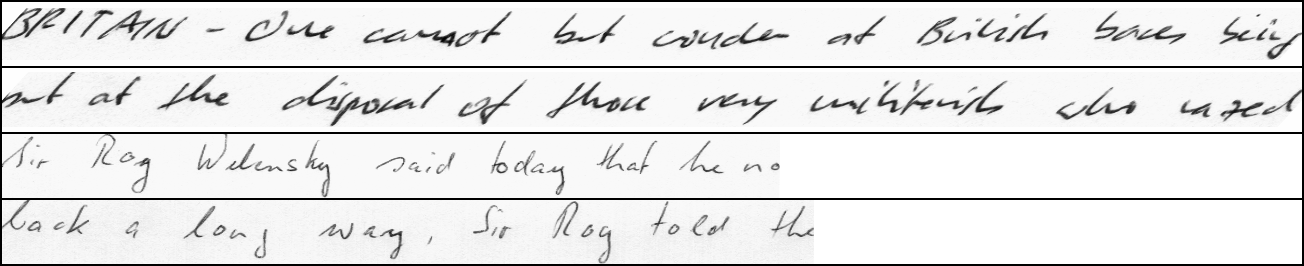 BRITAIN - One cannot but wonder at British bases being
put at the disposal of those very militarists who razed
Sir Roy Welensky said today that he no
back a long way, Sir Roy told the